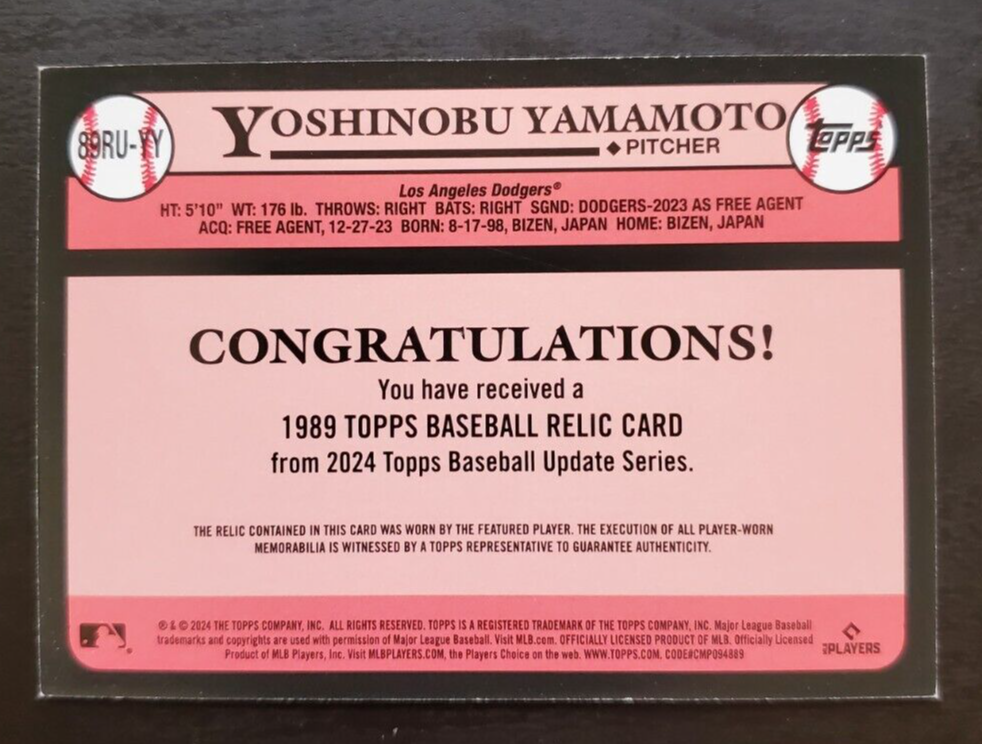 89RU-YY
YOSHINOBU YAMAMOTO
◆PITCHER
Topps
Los Angeles Dodgers®
HT: 5'10" WT: 176 lb. THROWS: RIGHT BATS: RIGHT SGND: DODGERS-2023 AS FREE AGENT
ACQ: FREE AGENT, 12-27-23 BORN: 8-17-98, BIZEN, JAPAN HOME: BIZEN, JAPAN
CONGRATULATIONS!
You have received a
1989 TOPPS BASEBALL RELIC CARD
from 2024 Topps Baseball Update Series.
THE RELIC CONTAINED IN THIS CARD WAS WORN BY THE FEATURED PLAYER. THE EXECUTION OF ALL PLAYER-WORN
MEMORABILIA IS WITNESSED BY A TOPPS REPRESENTATIVE TO GUARANTEE AUTHENTICITY.
® & © 2024 THE TOPPS COMPANY, INC. ALL RIGHTS RESERVED. TOPPS IS A REGISTERED TRADEMARK OF THE TOPPS COMPANY, INC. Major League Baseball
trademarks and copyrights are used with permission of Major League Baseball. Visit MLB.com. OFFICIALLY LICENSED PRODUCT OF MLB. Officially Licensed
Product of MLB Players, Inc. Visit MLBPLAYERS.COM, the Players Choice on the web. WWW.TOPPS.COM. CODE#CMP094889
PLAYERS